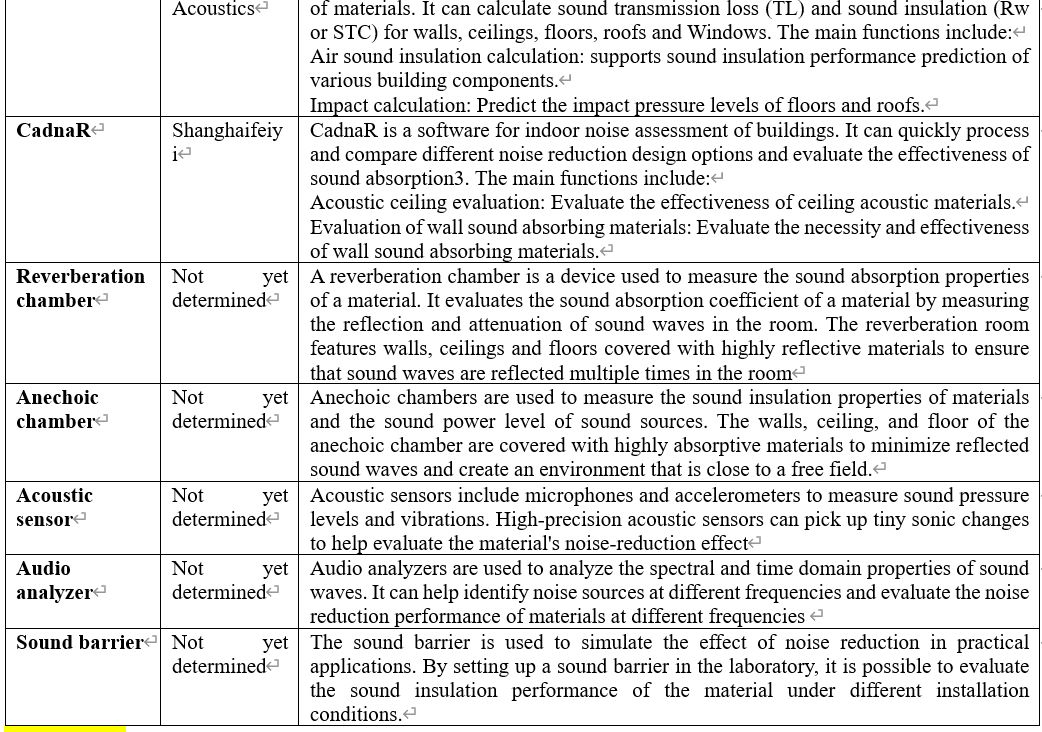 Acoustics
of materials. It can calculate sound transmission loss (TL) and sound insulation (Rw
or STC) for walls, ceilings, floors, roofs and Windows. The main functions include:
Air sound insulation calculation: supports sound insulation performance prediction of
various building components.
Impact calculation: Predict the impact pressure levels of floors and roofs.
CadnaR
Shanghaifeiy
i
CadnaR is a software for indoor noise assessment of buildings. It can quickly process
and compare different noise reduction design options and evaluate the effectiveness of
sound absorption3. The main functions include:
Acoustic ceiling evaluation: Evaluate the effectiveness of ceiling acoustic materials.
Evaluation of wall sound absorbing materials: Evaluate the necessity and effectiveness
of wall sound absorbing materials.
Reverberation
chamber
Not yet
determined
A reverberation chamber is a device used to measure the sound absorption properties
of a material. It evaluates the sound absorption coefficient of a material by measuring
the reflection and attenuation of sound waves in the room. The reverberation room
features walls, ceilings and floors covered with highly reflective materials to ensure
that sound waves are reflected multiple times in the room
Anechoic
chamber
Not yet
determined
Anechoic chambers are used to measure the sound insulation properties of materials
and the sound power level of sound sources. The walls, ceiling, and floor of the
anechoic chamber are covered with highly absorptive materials to minimize reflected
sound waves and create an environment that is close to a free field.
Acoustic
sensor
Not yet
determined
Acoustic sensors include microphones and accelerometers to measure sound pressure
levels and vibrations. High-precision acoustic sensors can pick up tiny sonic changes
to help evaluate the material's noise-reduction effect
Audio
analyzer
Not yet
determined
Audio analyzers are used to analyze the spectral and time domain properties of sound
waves. It can help identify noise sources at different frequencies and evaluate the noise
reduction performance of materials at different frequencies
Sound barrier
Not yet
determined
The sound barrier is used to simulate the effect of noise reduction in practical
applications. By setting up a sound barrier in the laboratory, it is possible to evaluate
the sound insulation performance of the material under different installation
conditions.